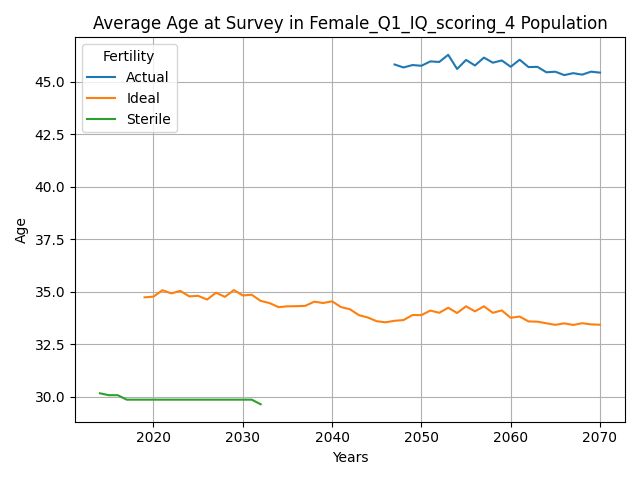 Average Age at Survey in Female_Q1_IQ_scoring_4 Population
Fertility
Actual
Ideal
Sterile
Age
45.0
42.5
40.0
37.5
35.0
32.5
30.0
2020 2030 2040 2050 2060 2070
Years